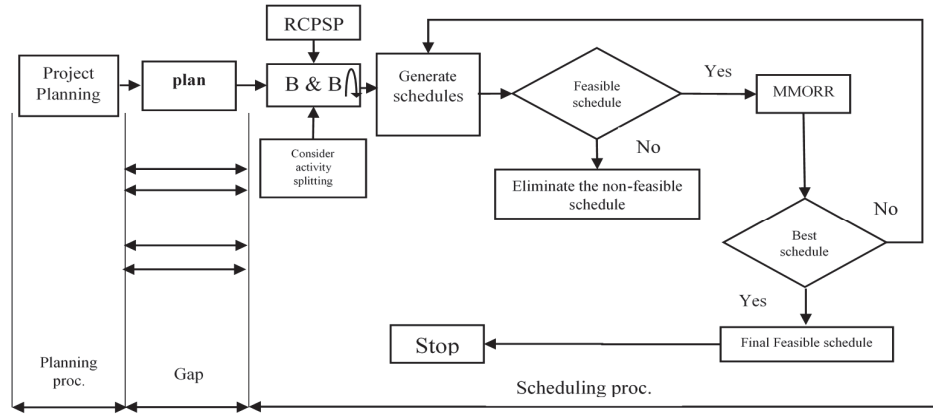 RCPSP
Project
Planning
plan
B & B
Generate
schedules
Feasible
schedule
Yes
MMORR
Consider
activity
splitting
No
Eliminate the non-feasible
schedule
No
Best
schedule
Yes
Stop
Final Feasible schedule
Planning
proc.
Gap
Scheduling proc.